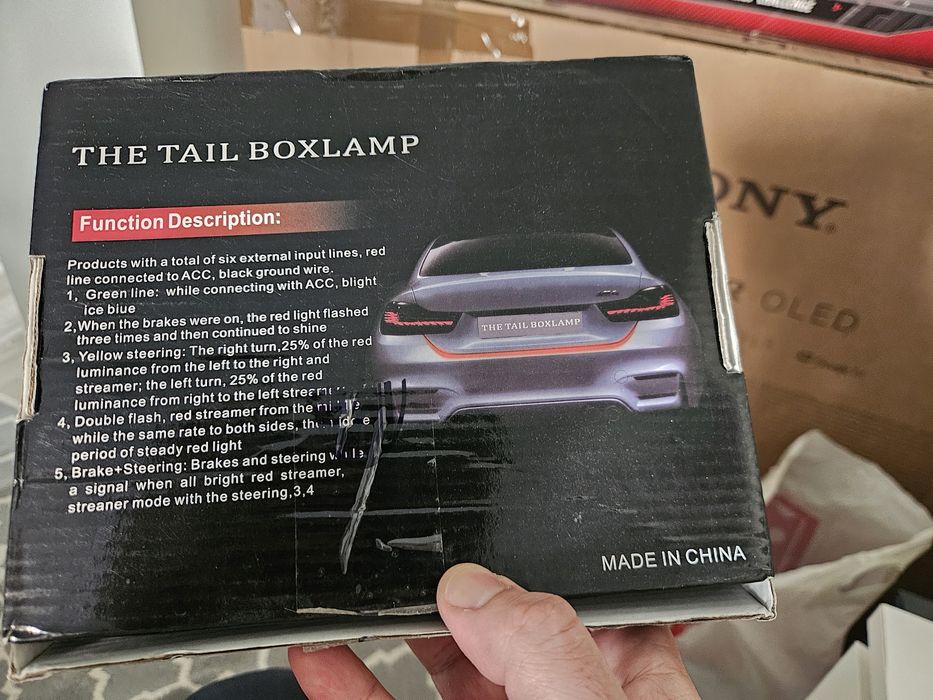 THE TAIL BOXLAMP
Function Description:
Products with a total of six external input lines, red
line connected to ACC, black ground wire.
1, Green line: while connecting with ACC, blight
ice blue
2,When the brakes were on, the red light flashed
three times and then continued to shine
3, Yellow steering: The right turn,25% of the red
luminance from the left to the right and
streamer; the left turn, 25% of the red
luminance from right to the left
4, Double flash, red streamer from the
while the same rate to both sides,
period of steady red light
5, Brake+Steering: Brakes and steering
a signal when all bright red streamer,
streaner mode with the steering,3,4
THE TAIL BOXLAMP
MADE IN CHINA
ONY
OLED